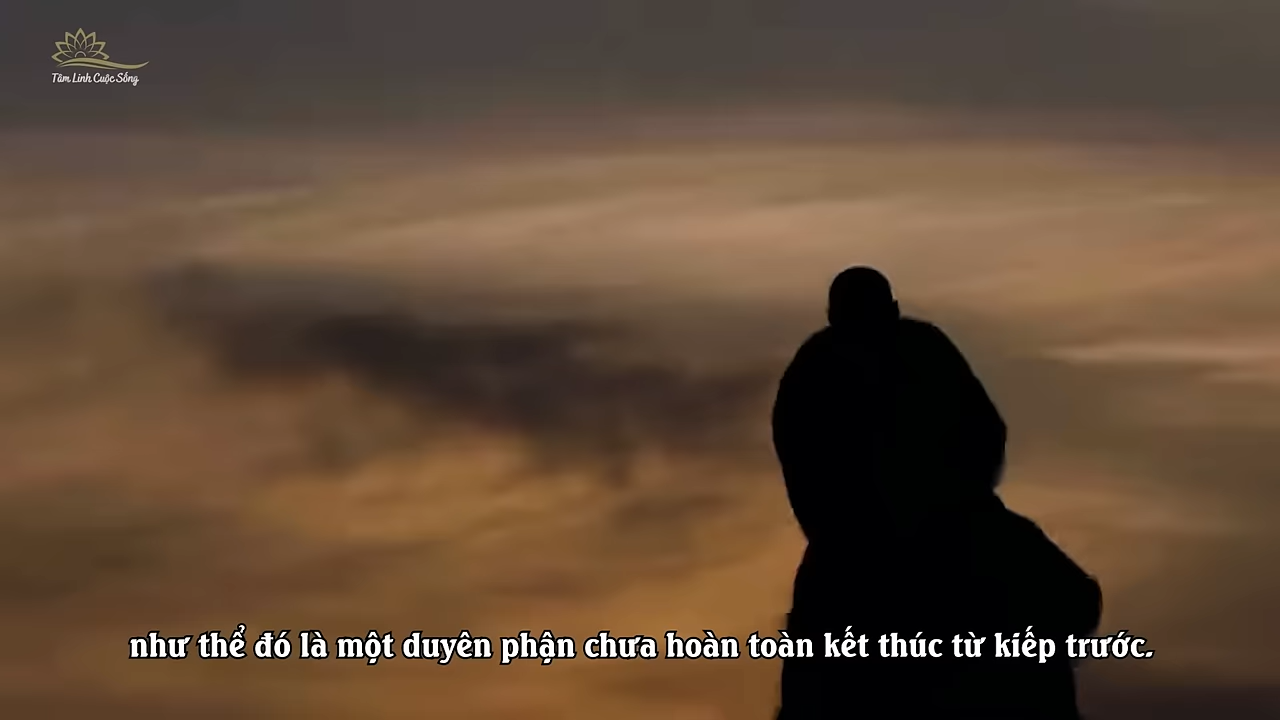 Tâm Linh Cuộc Sống
như thể đó là một duyên phận chưa hoàn toàn kết thúc từ kiếp trước.